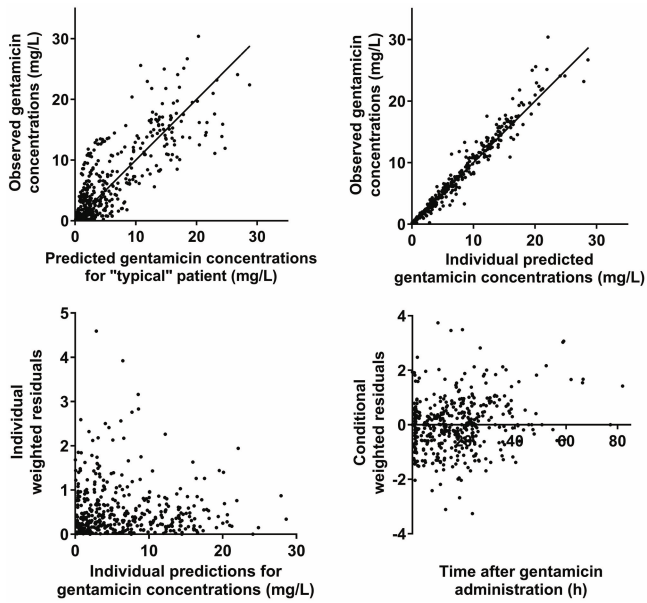 Observed gentamicin
concentrations (mg/L)
30
20
10
0
0 10 20 30
Predicted gentamicin concentrations
for "typical" patient (mg/L)
Observed gentamicin
concentrations (mg/L)
30
20
10
0
0 10 20 30
Individual predicted
gentamicin concentrations (mg/L)
Individual
weighted residuals
5
4
3
2
1
0
0 10 20 30
Individual predictions for
gentamicin concentrations (mg/L)
Conditional
weighted residuals
4
2
0
-2
-4
20 40 60 80
Time after gentamicin
administration (h)